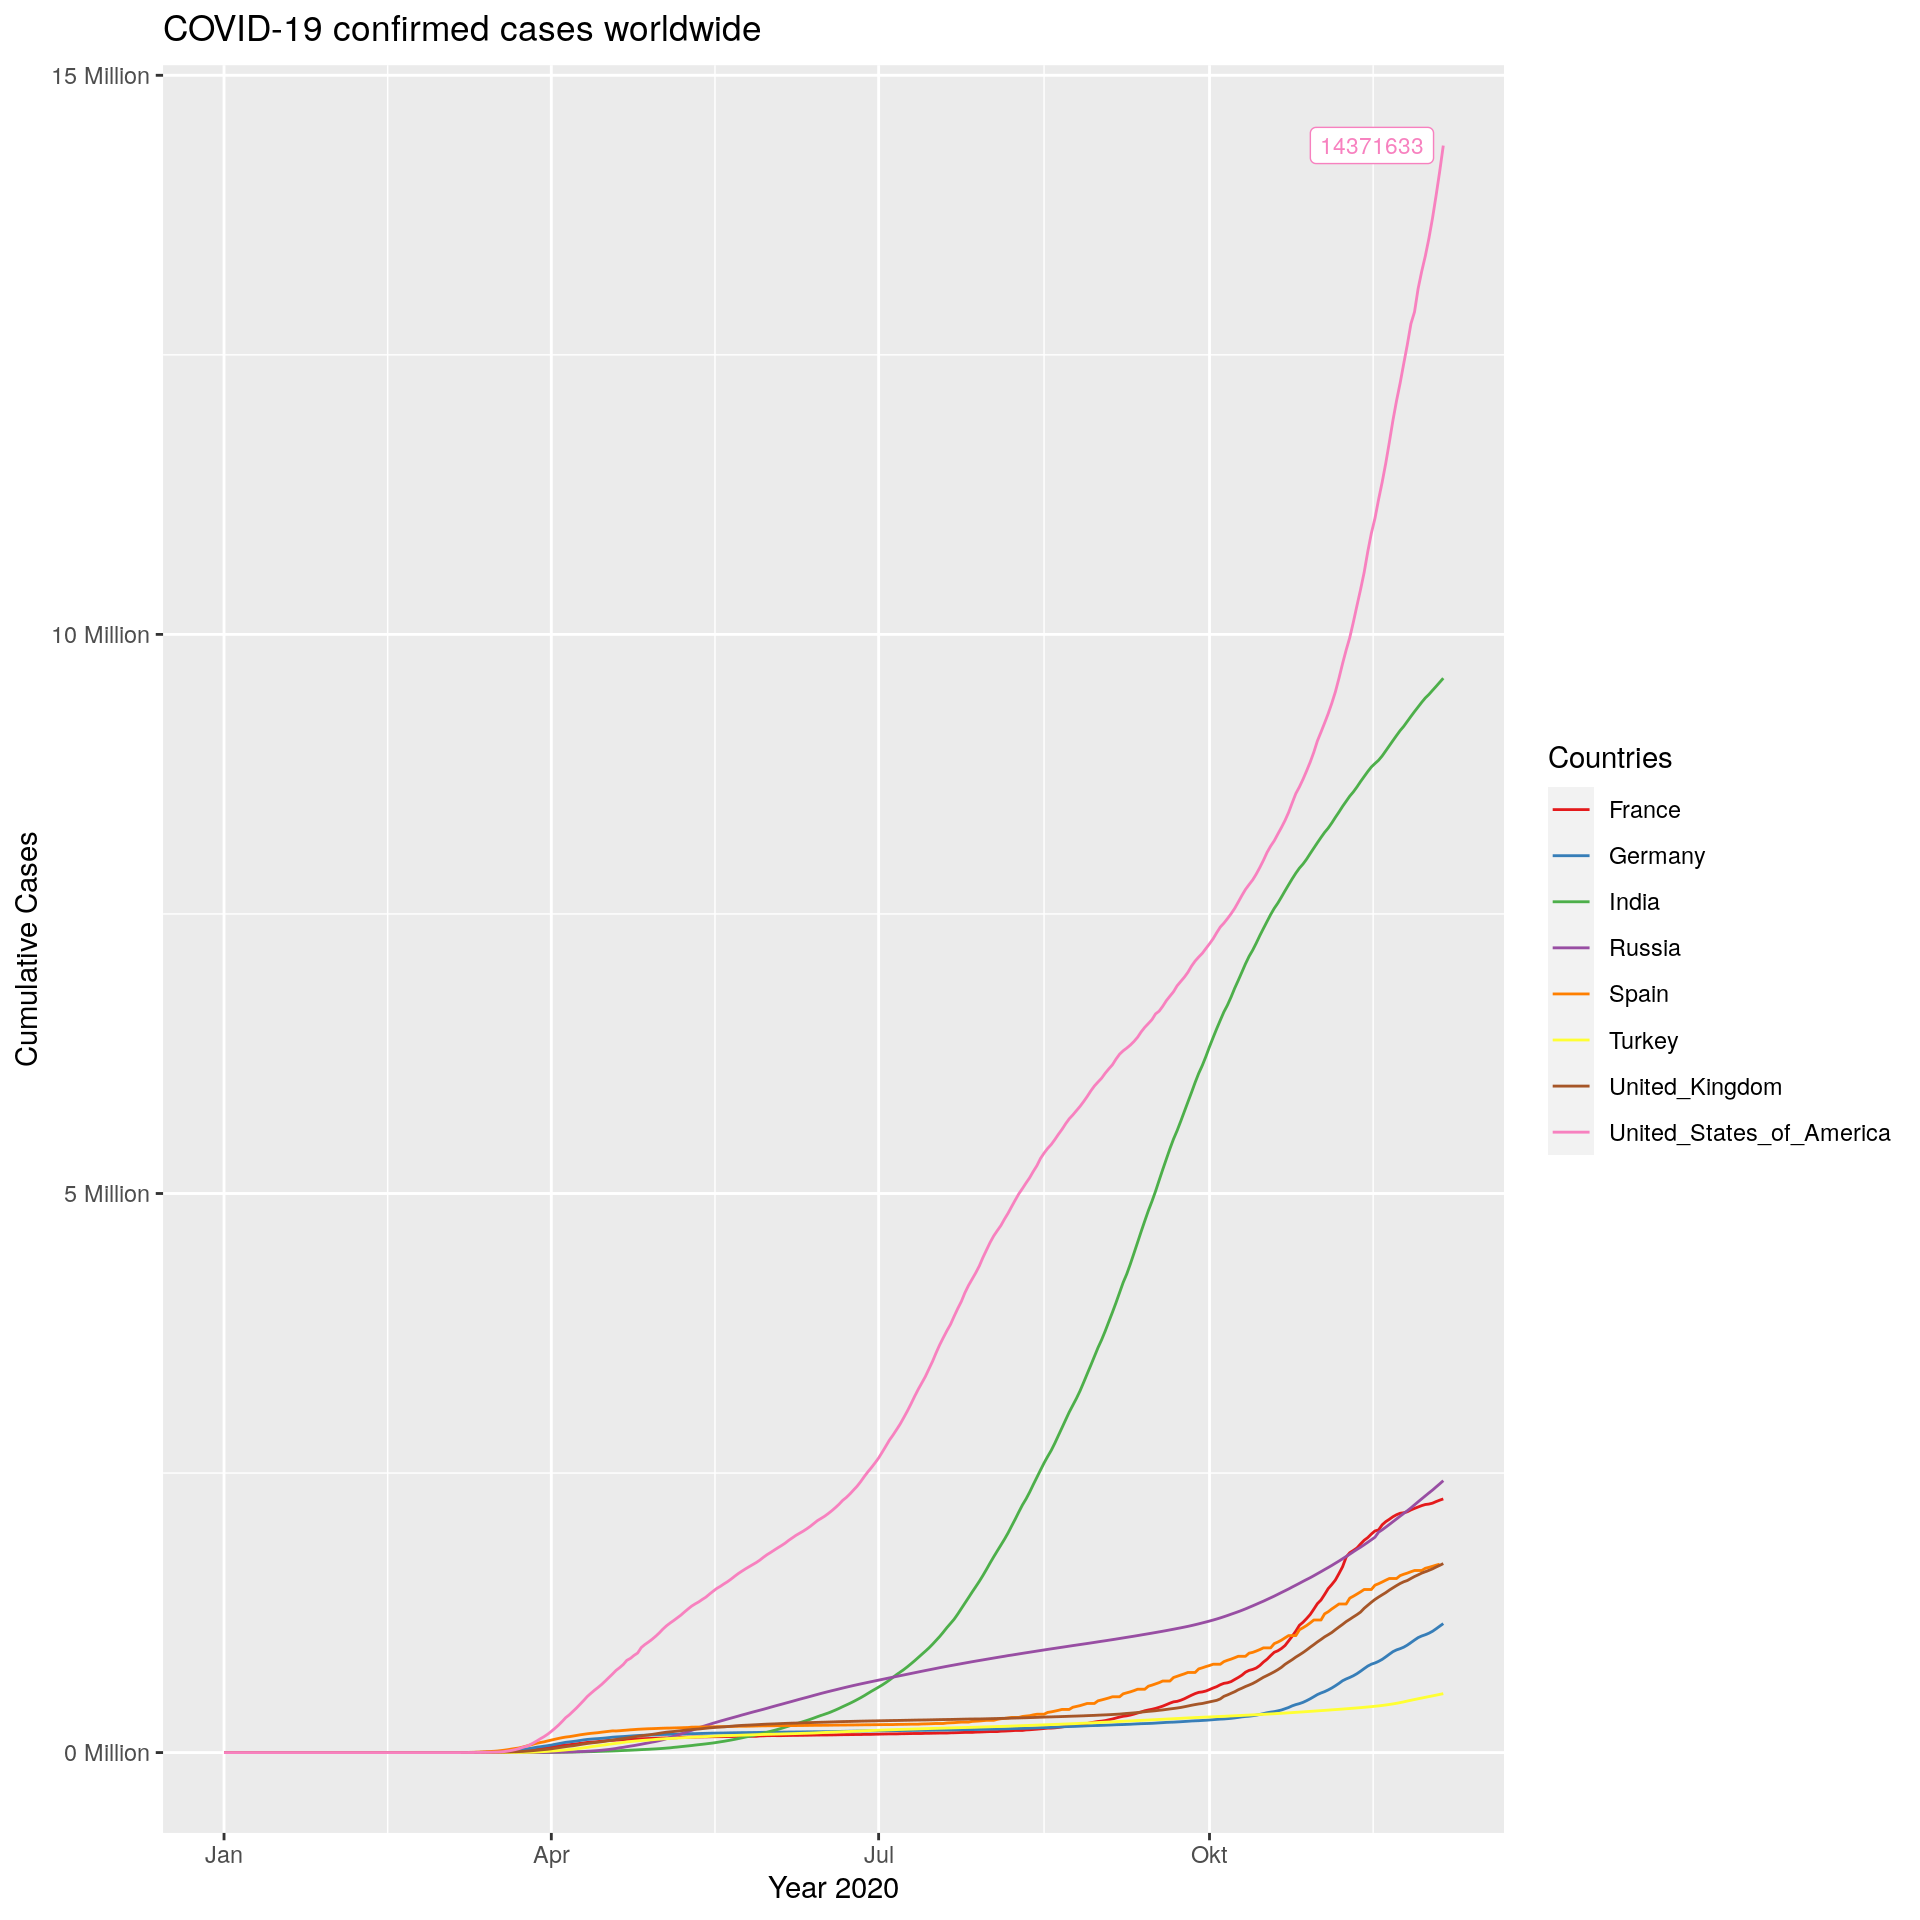 COVID-19 confirmed cases worldwide
15 Million
14371633
10 Million
5 Million
0 Million
Cumulative Cases
Jan
Apr
Jul
Okt
Year 2020
Countries
France
Germany
India
Russia
Spain
Turkey
United_Kingdom
United_States_of_America